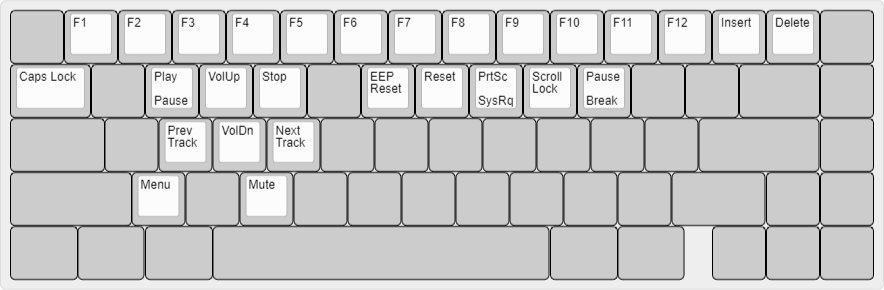 F1 F2 F3 F4 F5 F6 F7 F8 F9 F10 F11 F12 Insert Delete
Caps Lock Play VolUp Stop EEP Reset PrtSc Scroll Pause
Reset Lock
Pause SysRq Break
Prev VolDn Next
Track Track
Menu Mute